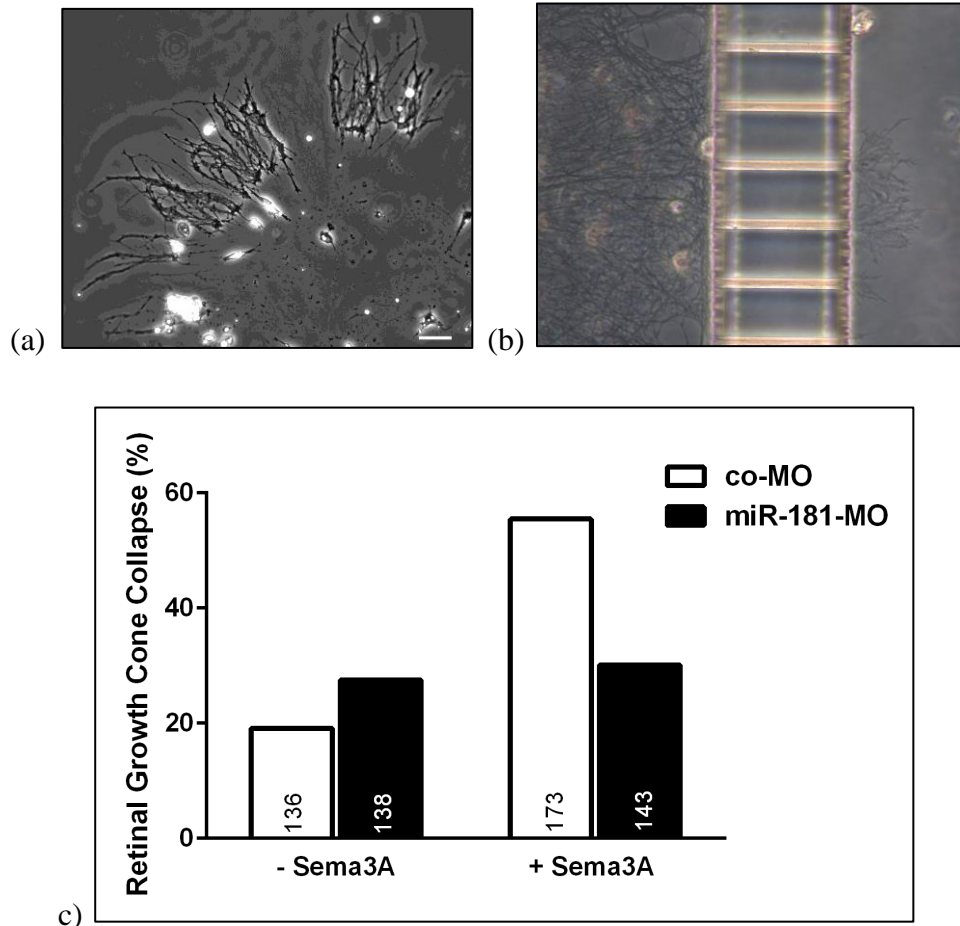 (a)
(b)
Retinal Growth Cone Collapse (%)
60
40
20
0
co-MO
miR-181-MO
136
138
173
143
- Sema3A
+ Sema3A
c)